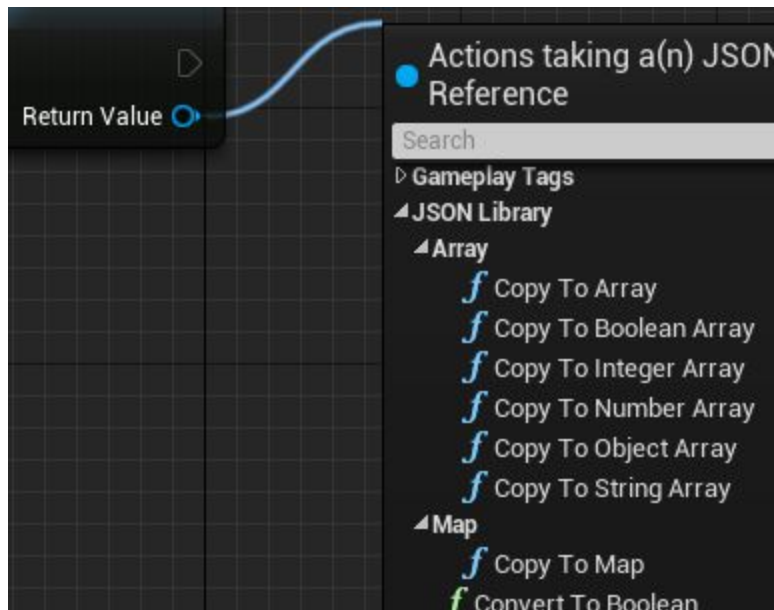 Return Value
Actions taking a(n) JSON
Reference
Search
Gameplay Tags
JSON Library
Array
f Copy To Array
f Copy To Boolean Array
f Copy To Integer Array
f Copy To Number Array
f Copy To Object Array
f Copy To String Array
Map
f Copy To Map
f Convert To Boolean